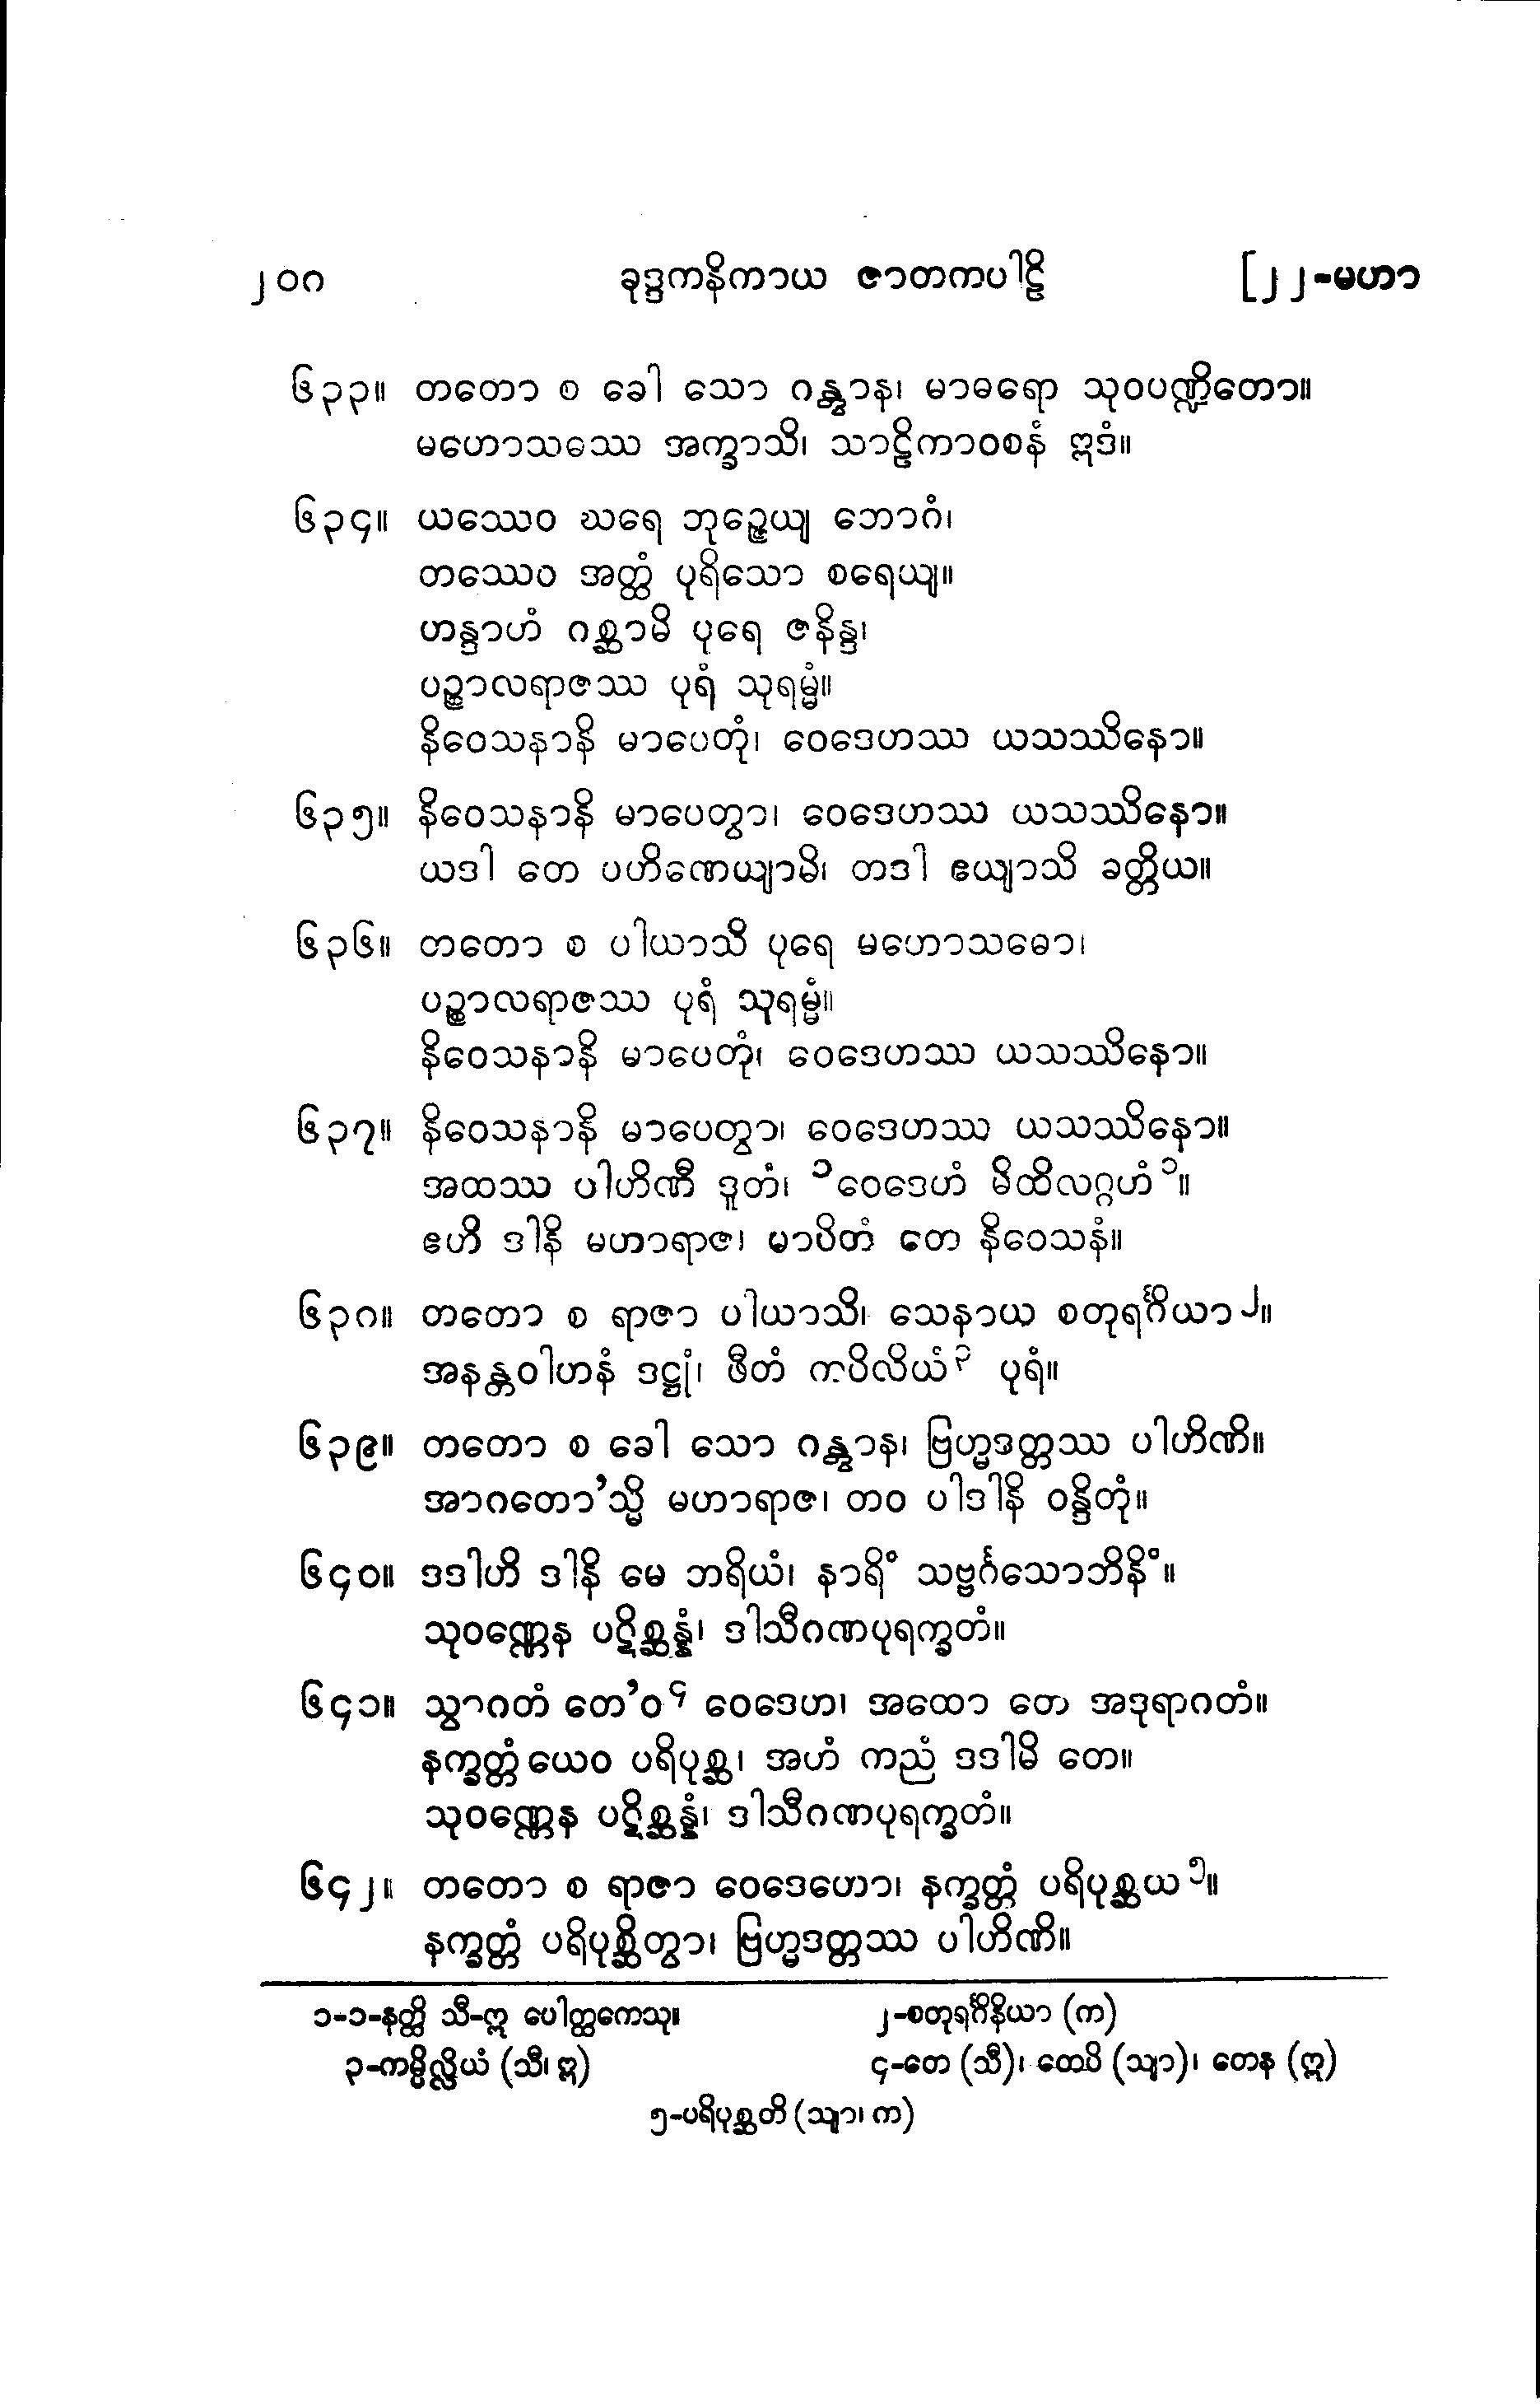 ၂၀၈ ခုဒ္ဒကနိကာယ ဇာတကပါဠိ [၂၂-မဟာ
၆၃၃။ တတော စ ခေါ သော ဂန္တွာန၊ မာဓရော သုဝပဏ္ဍိတော။
မဟောသဓဿ အက္ခာသိ၊ သာဠိကာဝစနံ ဣဒံ။
၆၃၄။ ယဿေဝ ဃရေ ဘုဉ္ဇေယျ ဘောဂံ၊
တဿေဝ အတ္ထံ ပုရိသော စရေယျ။
ဟန္ဒာဟံ ဂစ္ဆာမိ ပုရေ ဇနိန္ဒ၊
ပဉ္စာလရာဇဿ ပုရံ သုရမ္မံ။
နိဝေသနာနိ မာပေတုံ၊ ဝေဒေဟဿ ယသဿိနော။
၆၃၅။ နိဝေသနာနိ မာပေတွာ၊ ဝေဒေဟဿ ယသဿိနော။
ယဒါ တေ ပဟိဏေယျာမိ၊ တဒါ ဧယျာသိ ခတ္တိယ။
၆၃၆။ တတော စ ပါယာသိ ပုရေ မဟောသဓော၊
ပဉ္စာလရာဇဿ ပုရံ သုရမ္မံ။
နိဝေသနာနိ မာပေတုံ၊ ဝေဒေဟဿ ယသဿိနော။
၆၃၇။ နိဝေသနာနိ မာပေတွာ၊ ဝေဒေဟဿ ယသဿိနော။
အထဿ ပါဟိဏီ ဒူတံ၊ ၁ဝေဒေဟံ မိထိလဂ္ဂဟံ၁။
ဧဟိ ဒါနိ မဟာရာဇ၊ မာပိတံ တေ နိဝေသနံ။
၆၃၈။ တတော စ ရာဇာ ပါယာသိ၊ သေနာယ စတုရင်္ဂိယာ၂။
အနန္တဝါဟနံ ဒဋ္ဌုံ၊ ဖီတံ ကပိလိယံ၃ ပုရံ။
၆၃၉။ တတော စ ခေါ သော ဂန္တွာန၊ ဗြဟ္မဒတ္တဿ ပါဟိဏိ။
အာဂတော’သ္မိ မဟာရာဇ၊ တဝ ပါဒါနိ ဝန္ဒိတုံ။
၆၄၀။ ဒဒါဟိ ဒါနိ မေ ဘရိယံ၊ နာရိံ သဗ္ဗင်္ဂသောဘိနိံ။
သုဝဏ္ဏေန ပဋိစ္ဆန္နံ၊ ဒါသီဂဏပုရက္ခတံ။
၆၄၁။ သွာဂတံ တေ’ဝ၄ ဝေဒေဟ၊ အထော တေ အဒုရာဂတံ။
နက္ခတ္တံ ယေဝ ပရိပုစ္ဆ၊ အဟံ ကညံ ဒဒါမိ တေ။
သုဝဏ္ဏေန ပဋိစ္ဆန္နံ၊ ဒါသီဂဏပုရက္ခတံ။
၆၄၂။ တတော စ ရာဇာ ဝေဒေဟော၊ နက္ခတ္တံ ပရိပုစ္ဆယ၅။
နက္ခတ္တံ ပရိပုစ္ဆိတွာ၊ ဗြဟ္မဒတ္တဿ ပါဟိဏိ။
၁-၁-နတ္ထိ သီ-ဣ ပေါတ္ထကေသု။ ၂-စတုရင်္ဂိနိယာ (က)
၃-ကမ္ပိလ္လိယံ (သီ၊ ဣ) ၄-တေ (သီ)၊ တေပိ (သျာ)၊ တေန (ဣ)
၅-ပရိပုစ္ဆတိ (သျာ၊ က)